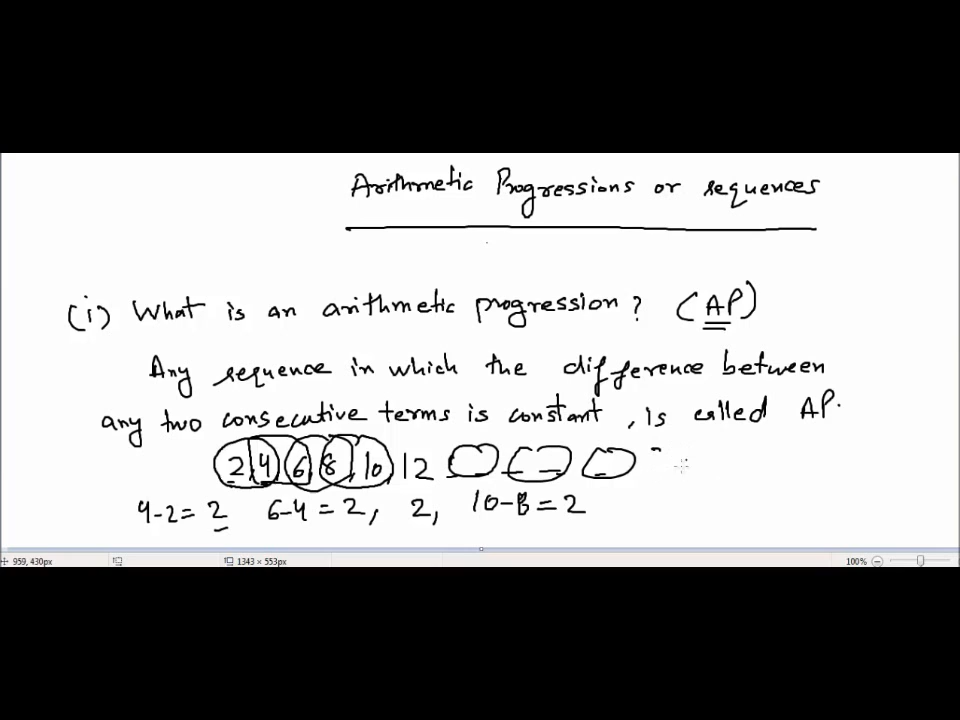 Arithmetic Progressions or sequences
(i) What is an arithmetic progression? (AP)
Any sequence in which the difference between
any two consecutive terms is constant, is called AP.
2, 4, 6, 8, 10, 12
4-2=2 6-4=2, 2, 10-8=2
959, 430px 1343 × 553px 100%